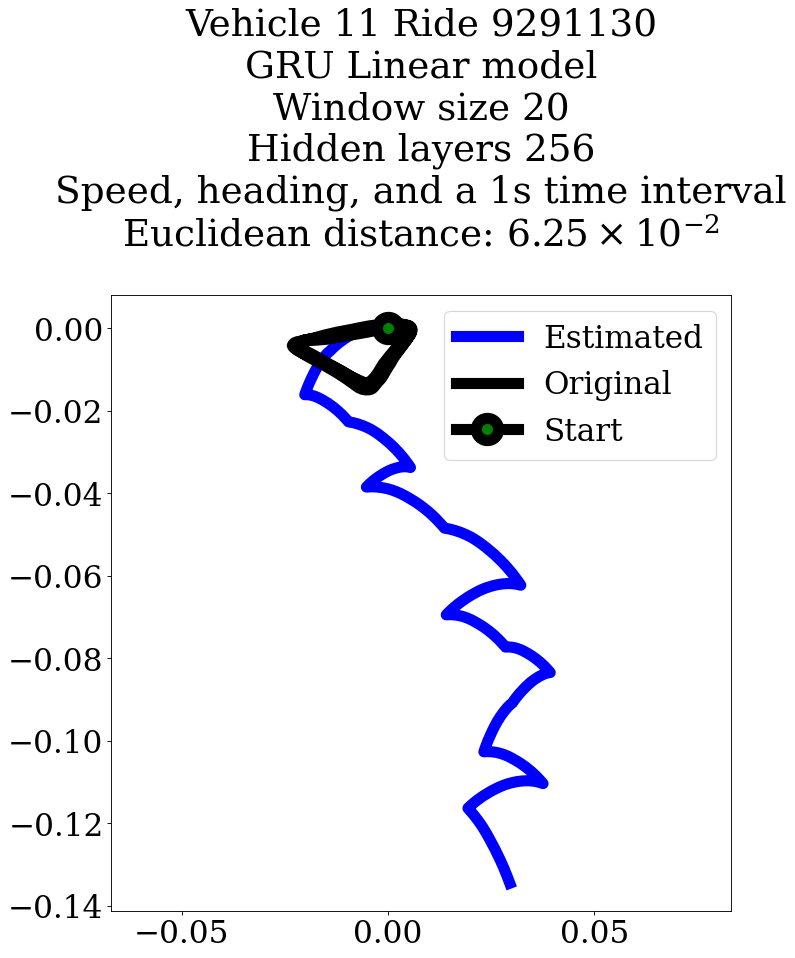 Vehicle 11 Ride 9291130
GRU Linear model
Window size 20
Hidden layers 256
Speed, heading, and a 1s time interval
Euclidean distance: 6.25 × 10⁻²
Estimated
Original
Start
0.00
−0.02
−0.04
−0.06
−0.08
−0.10
−0.12
−0.14
−0.05 0.00 0.05